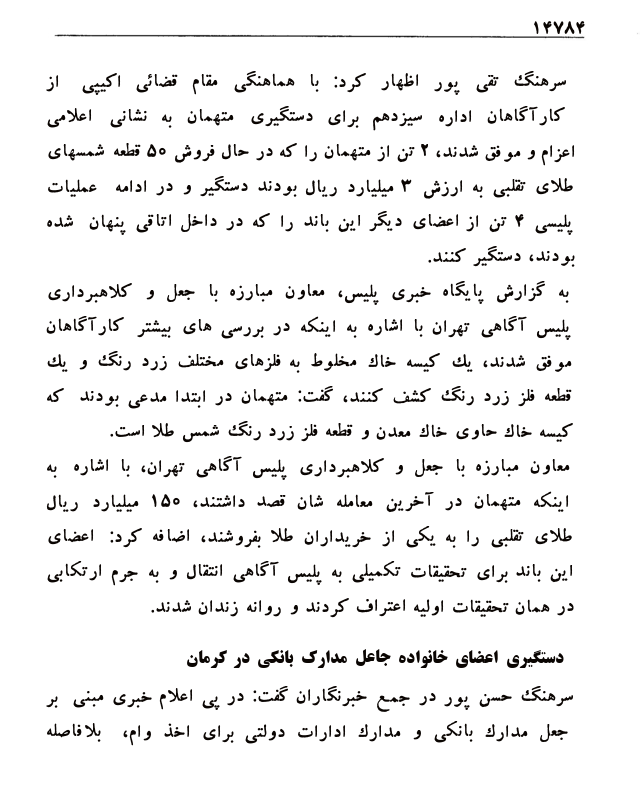 ۱۴۷۸۴
سرهنگ تقی پور اظهار کرد: با هماهنگی مقام قضائی اکیپی از
کارآگاهان اداره سیزدهم برای دستگیری متهمان به نشانی اعلامی
اعزام و موفق شدند، ۲ تن از متهمان را که در حال فروش ۵۰ قطعه شمسهای
طلای تقلبی به ارزش ۳ میلیارد ریال بودند دستگیر و در ادامه عملیات
پلیسی ۴ تن از اعضای دیگر این باند را که در داخل اتاقی پنهان شده
بودند، دستگیر کنند.
به گزارش پایگاه خبری پلیس، معاون مبارزه با جعل و کلاهبرداری
پلیس آگاهی تهران با اشاره به اینکه در بررسی های بیشتر کارآگاهان
موفق شدند، یك کیسه خاك مخلوط به فلزهای مختلف زرد رنگ و یك
قطعه فلز زرد رنگ کشف کنند، گفت: متهمان در ابتدا مدعی بودند که
کیسه خاك حاوی خاك معدن و قطعه فلز زرد رنگ شمس طلا است.
معاون مبارزه با جعل و کلاهبرداری پلیس آگاهی تهران، با اشاره به
اینکه متهمان در آخرین معامله شان قصد داشتند، ۱۵۰ میلیارد ریال
طلای تقلبی را به یکی از خریداران طلا بفروشند، اضافه کرد: اعضای
این باند برای تحقیقات تکمیلی به پلیس آگاهی انتقال و به جرم ارتکابی
در همان تحقیقات اولیه اعتراف کردند و روانه زندان شدند.
دستگیری اعضای خانواده جاعل مدارک بانکی در کرمان
سرهنگ حسن پور در جمع خبرنگاران گفت: در پی اعلام خبری مبنی بر
جعل مدارك بانکی و مدارك ادارات دولتی برای اخذ وام، بلافاصله